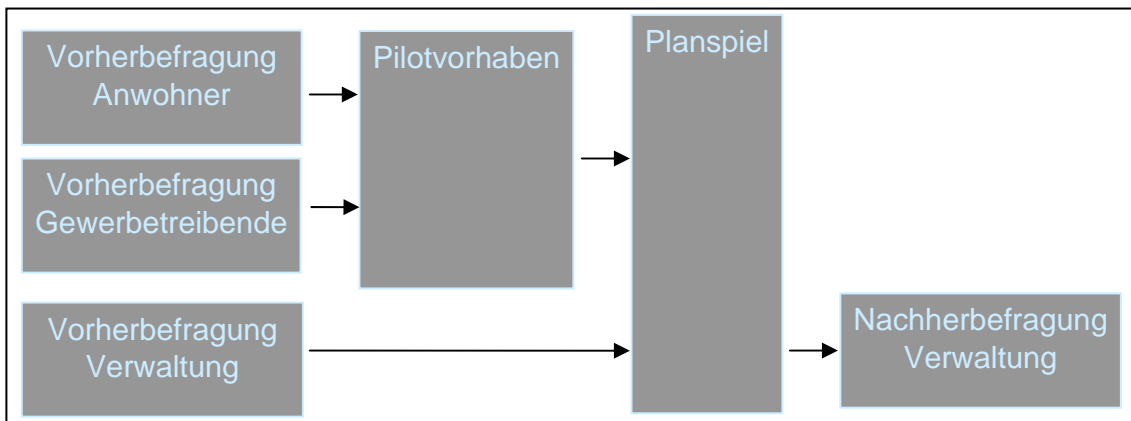 Vorherbefragung
Anwohner
Vorherbefragung
Gewerbetreibende
Vorherbefragung
Verwaltung
Pilotvorhaben
Planspiel
Nachherbefragung
Verwaltung